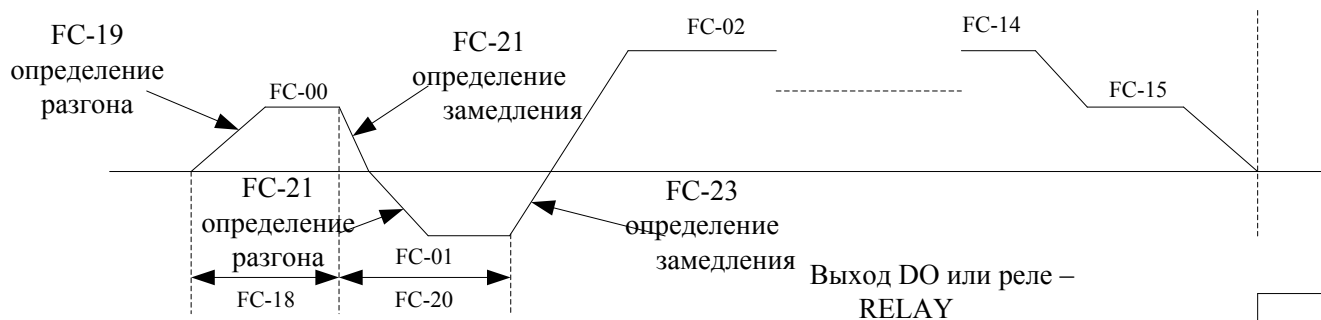 FC-19
определение
разгона
FC-00
FC-21
определение
замедления
FC-02
FC-14
FC-15
FC-21
определение
разгона
FC-01
FC-23
определение
замедления
FC-18
FC-20
Выход DO или реле –
RELAY